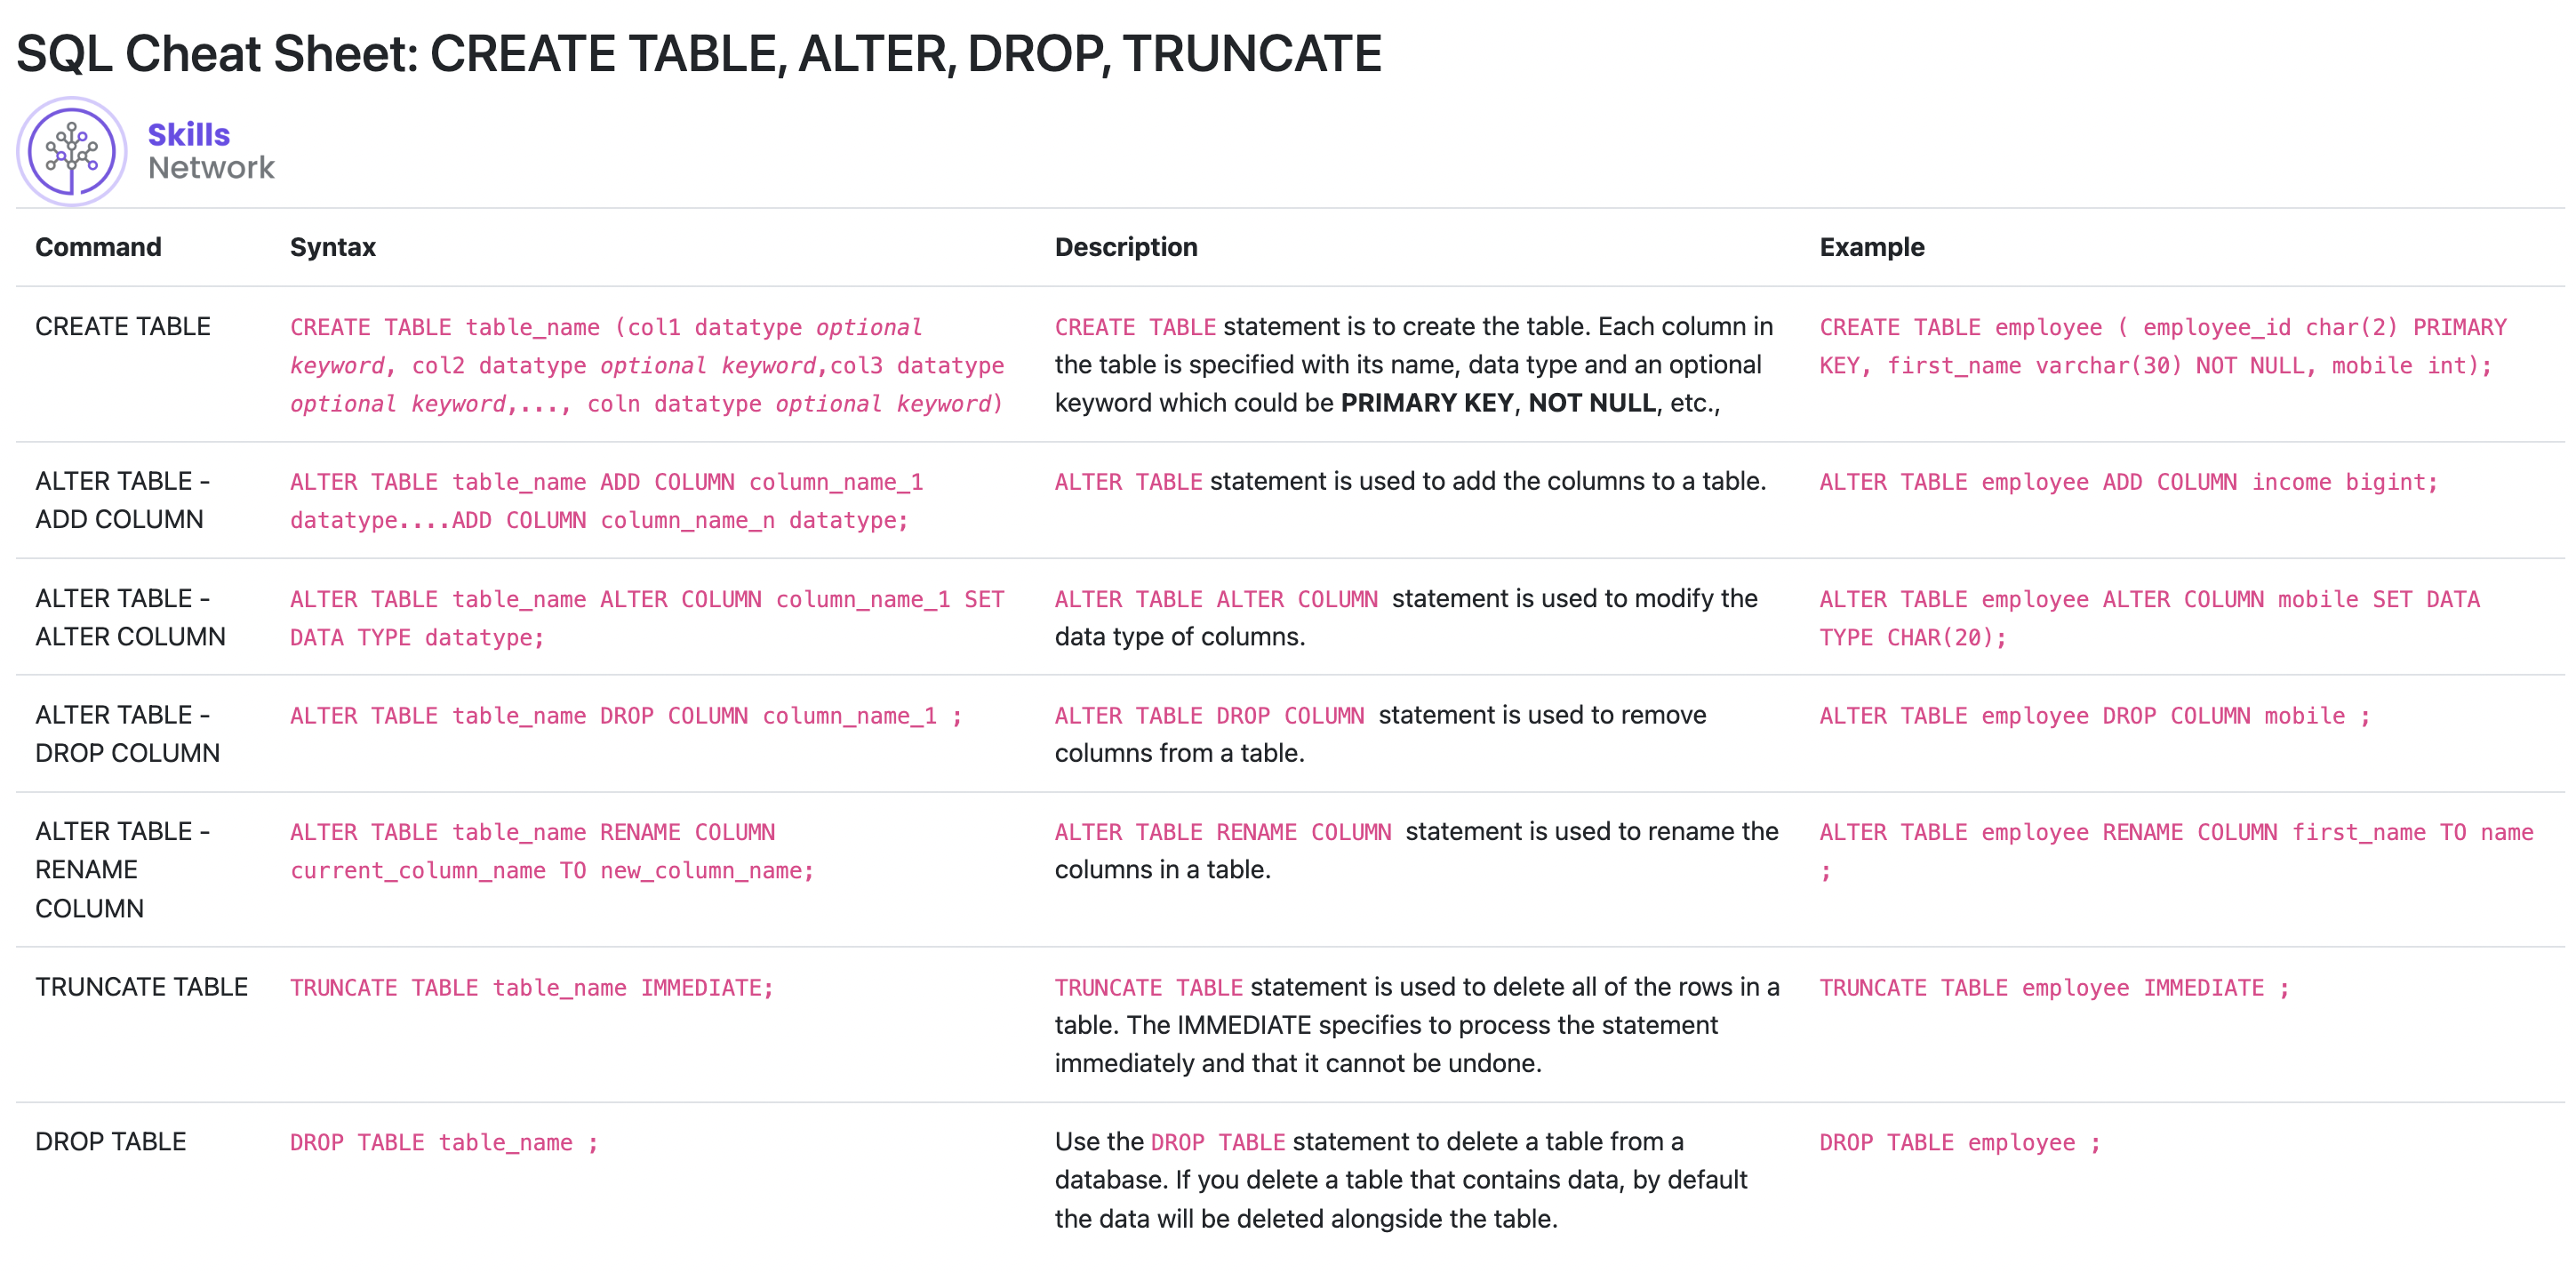 SQL Cheat Sheet: CREATE TABLE, ALTER, DROP, TRUNCATE
Skills
Network
Command
Syntax
Description
Example
CREATE TABLE
CREATE TABLE table_name (col1 datatype optional
keyword, col2 datatype optional keyword,col3 datatype
optional keyword,..., coln datatype optional keyword)
CREATE TABLE statement is to create the table. Each column in
the table is specified with its name, data type and an optional
keyword which could be PRIMARY KEY, NOT NULL, etc.,
CREATE TABLE employee ( employee_id char(2) PRIMARY
KEY, first_name varchar(30) NOT NULL, mobile int);
ALTER TABLE -
ADD COLUMN
ALTER TABLE table_name ADD COLUMN column_name_1
datatype....ADD COLUMN column_name_n datatype;
ALTER TABLE statement is used to add the columns to a table.
ALTER TABLE employee ADD COLUMN income bigint;
ALTER TABLE -
ALTER COLUMN
ALTER TABLE table_name ALTER COLUMN column_name_1 SET
DATA TYPE datatype;
ALTER TABLE ALTER COLUMN statement is used to modify the
data type of columns.
ALTER TABLE employee ALTER COLUMN mobile SET DATA
TYPE CHAR(20);
ALTER TABLE -
DROP COLUMN
ALTER TABLE table_name DROP COLUMN column_name_1 ;
ALTER TABLE DROP COLUMN statement is used to remove
columns from a table.
ALTER TABLE employee DROP COLUMN mobile ;
ALTER TABLE -
RENAME
COLUMN
ALTER TABLE table_name RENAME COLUMN
current_column_name TO new_column_name;
ALTER TABLE RENAME COLUMN statement is used to rename the
columns in a table.
ALTER TABLE employee RENAME COLUMN first_name TO name
;
TRUNCATE TABLE
TRUNCATE TABLE table_name IMMEDIATE;
TRUNCATE TABLE statement is used to delete all of the rows in a
table. The IMMEDIATE specifies to process the statement
immediately and that it cannot be undone.
TRUNCATE TABLE employee IMMEDIATE ;
DROP TABLE
DROP TABLE table_name ;
Use the DROP TABLE statement to delete a table from a
database. If you delete a table that contains data, by default
the data will be deleted alongside the table.
DROP TABLE employee ;